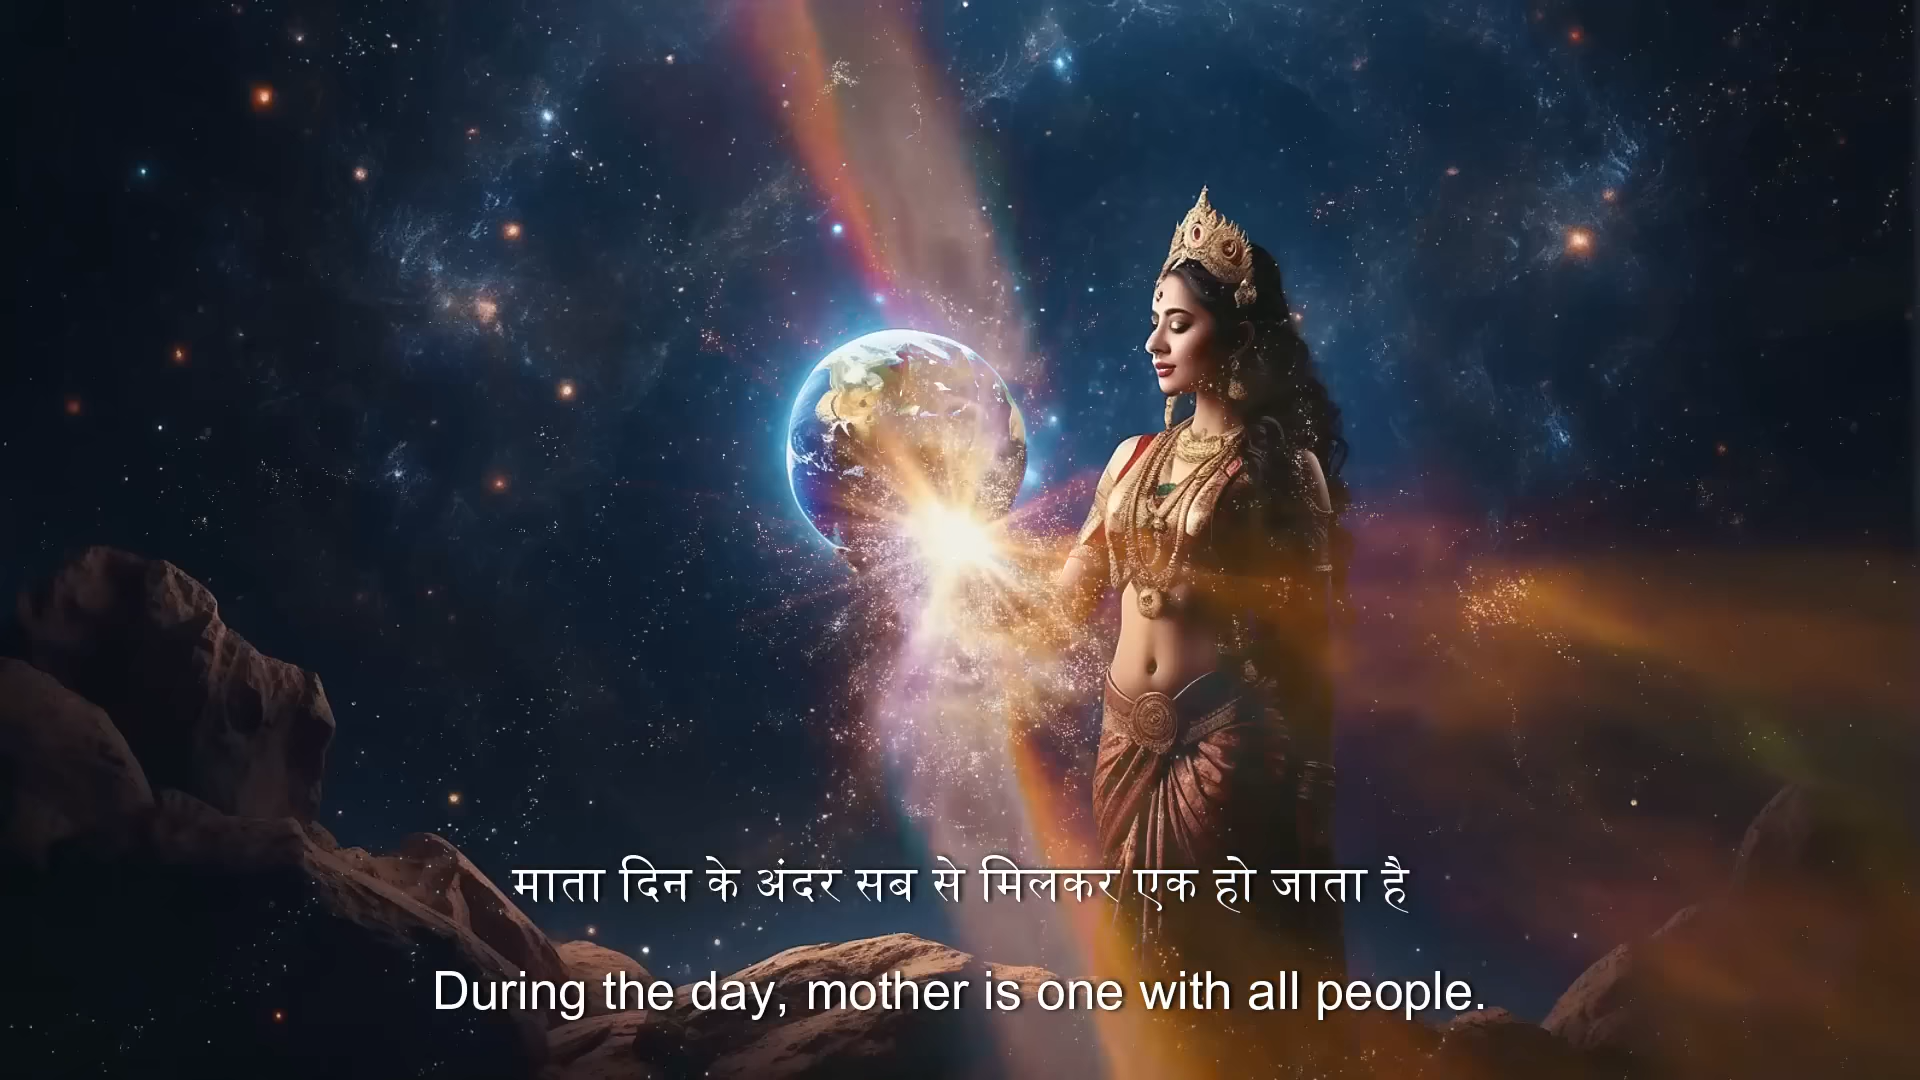 माता दिन के अंदर सब से मिलकर एक हो जाता है
During the day, mother is one with all people.